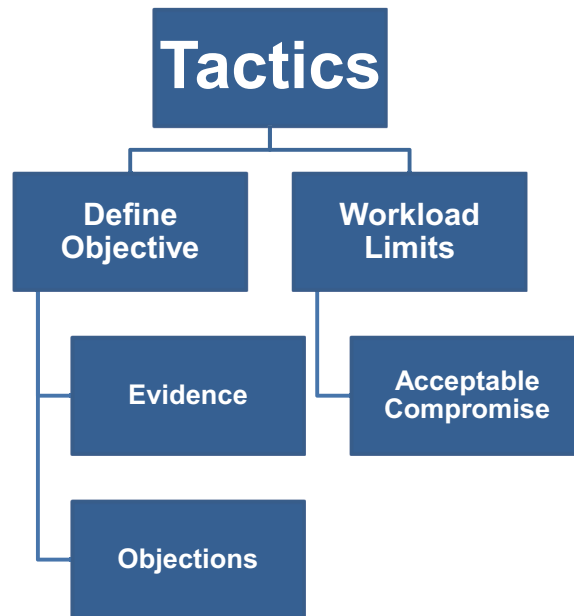 Tactics
Define
Objective
Workload
Limits
Evidence
Acceptable
Compromise
Objections